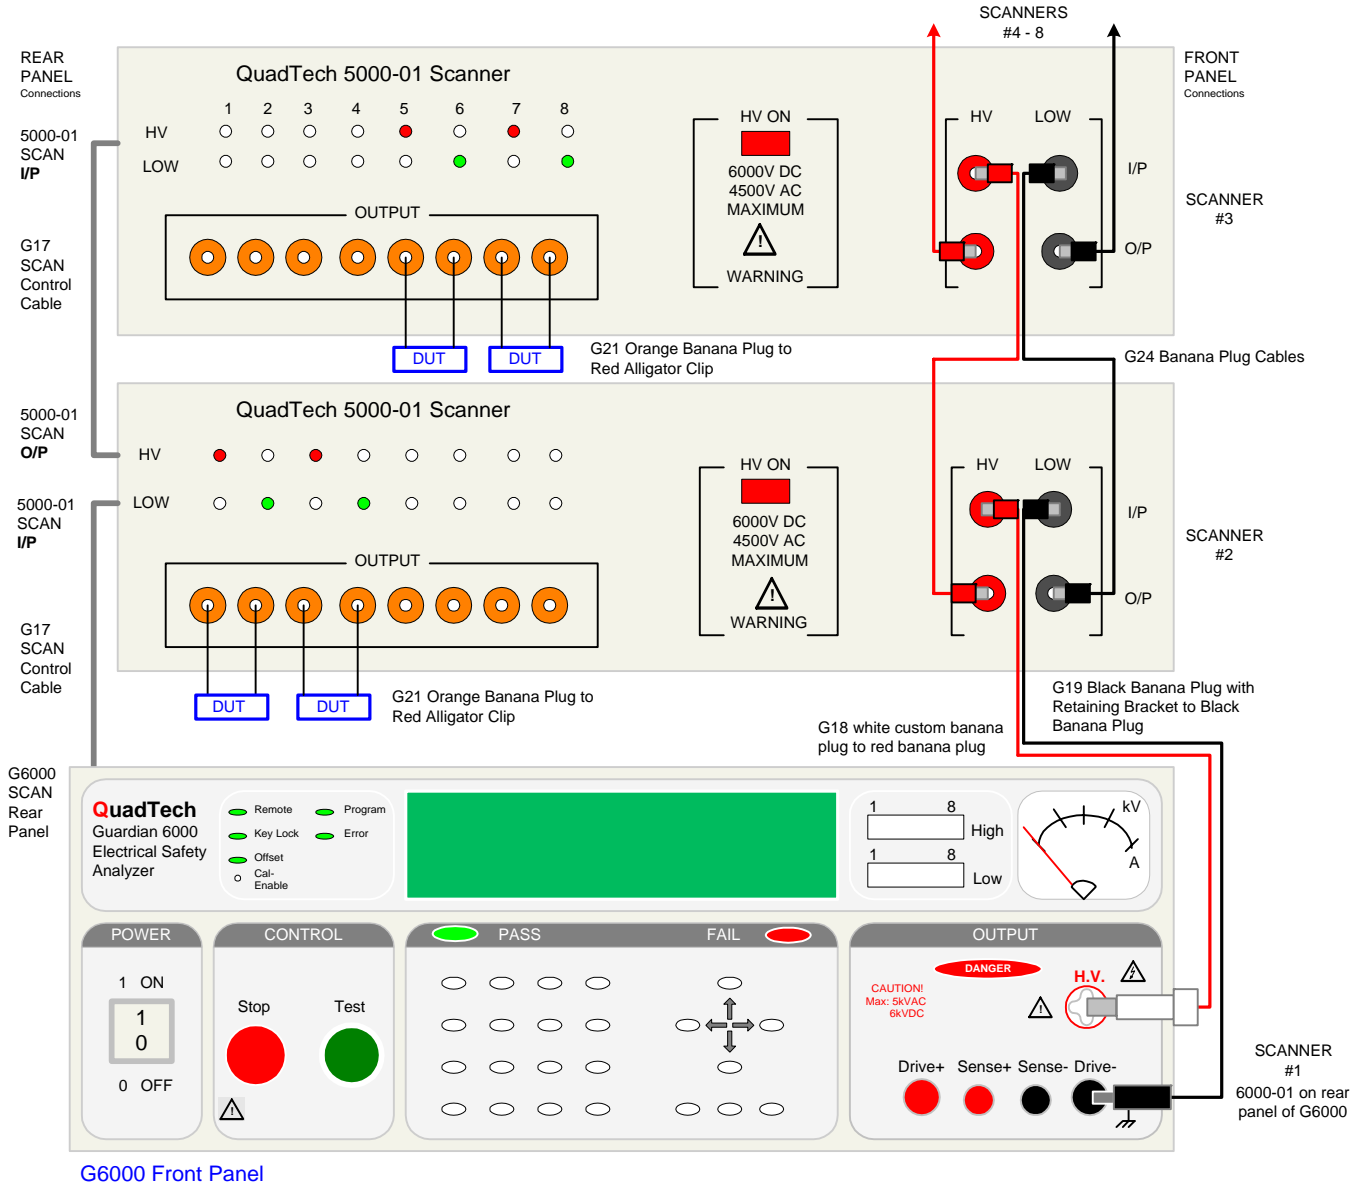 SCANNERS
#4 - 8
REAR
PANEL
Connections
FRONT
PANEL
Connections
QuadTech 5000-01 Scanner
1 2 3 4 5 6 7 8
HV
LOW
5000-01
SCAN
I/P
G17
SCAN
Control
Cable
OUTPUT
HV ON
6000V DC
4500V AC
MAXIMUM
!
WARNING
HV LOW
I/P
O/P
SCANNER
#3
DUT DUT
G21 Orange Banana Plug to
Red Alligator Clip
G24 Banana Plug Cables
QuadTech 5000-01 Scanner
5000-01
SCAN
O/P
HV
LOW
5000-01
SCAN
I/P
G17
SCAN
Control
Cable
OUTPUT
HV ON
6000V DC
4500V AC
MAXIMUM
!
WARNING
HV LOW
I/P
O/P
SCANNER
#2
DUT DUT
G21 Orange Banana Plug to
Red Alligator Clip
G19 Black Banana Plug with
Retaining Bracket to Black
Banana Plug
G18 white custom banana
plug to red banana plug
G6000
SCAN
Rear
Panel
QuadTech
Guardian 6000
Electrical Safety
Analyzer
Remote Program
Key Lock Error
Offset
Cal-
Enable
1 8
High
1 8
Low
kV
A
POWER
1 ON
1
0
0 OFF
CONTROL
Stop Test
!
PASS FAIL
OUTPUT
DANGER
CAUTION!
Max: 5kVAC
6kVDC
H.V.
!
Drive+ Sense+ Sense- Drive-
SCANNER
#1
6000-01 on rear
panel of G6000
G6000 Front Panel